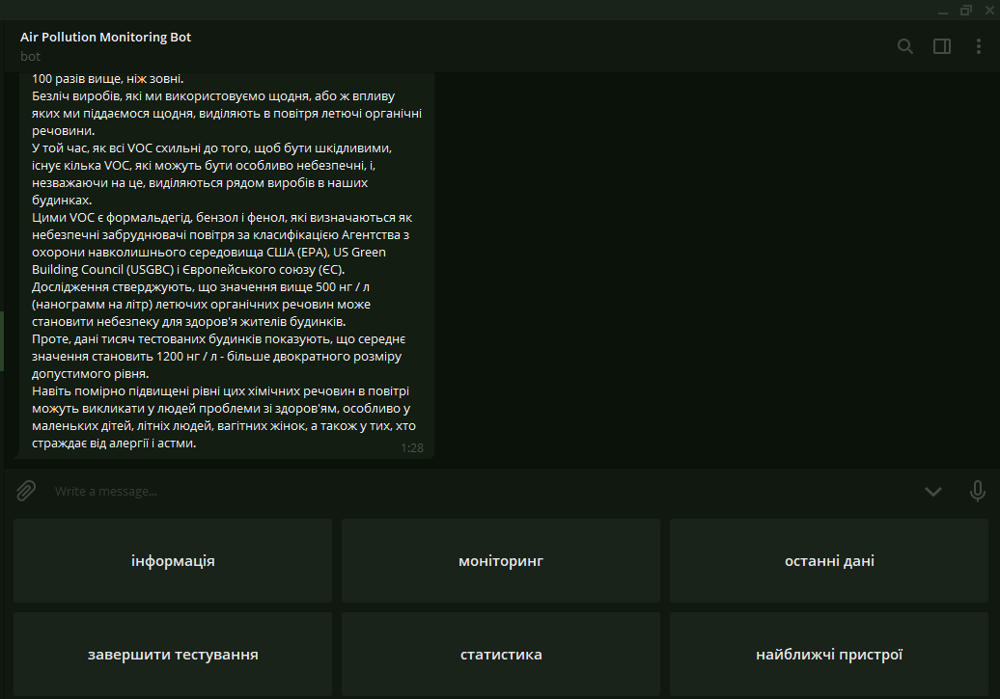 Air Pollution Monitoring Bot
bot
100 разів вище, ніж зовні.
Безліч виробів, які ми використовуємо щодня, або ж впливу
яких ми піддаємося щодня, виділяють в повітря летючі органічні
речовини.
У той час, як всі VOC схильні до того, щоб бути шкідливими,
існує кілька VOC, які можуть бути особливо небезпечні, і,
незважаючи на це, виділяються рядом виробів в наших
будинках.
Цими VOC є формальдегід, бензол і фенол, які визначаються як
небезпечні забруднювачі повітря за класифікацією Агентства з
охорони навколишнього середовища США (EPA), US Green
Building Council (USGBC) і Європейського союзу (ЄС).
Дослідження стверджують, що значення вище 500 нг / л
(нанограмм на літр) летючих органічних речовин може
становити небезпеку для здоров'я жителів будинків.
Проте, дані тисяч тестованих будинків показують, що середнє
значення становить 1200 нг / л - більше двократного розміру
допустимого рівня.
Навіть помірно підвищені рівні цих хімічних речовин в повітрі
можуть викликати у людей проблеми зі здоров'ям, особливо у
маленьких дітей, літніх людей, вагітних жінок, а також у тих, хто
страждає від алергії і астми.
1:28
Write a message...
інформація
моніторинг
останні дані
завершити тестування
статистика
найближчі пристрої